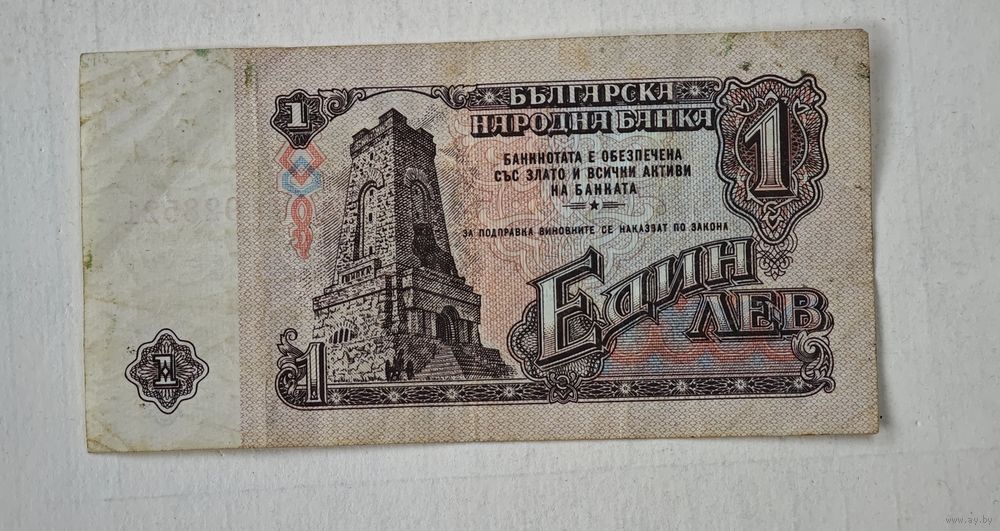 1
БЪЛГАРСКА
НАРОДНА БАНКА
1
БАНКНОТАТА Е ОБЕЗПЕЧЕНА
СЪС ЗЛАТО И ВСИЧКИ АКТИВИ
НА БАНКАТА
ЗА ПОДПРАВКА ВИНОВНИТЕ СЕ НАКАЗВАТ ПО ЗАКОНА
ЕДИН
ЛЕВ
1
1
www.ay.by